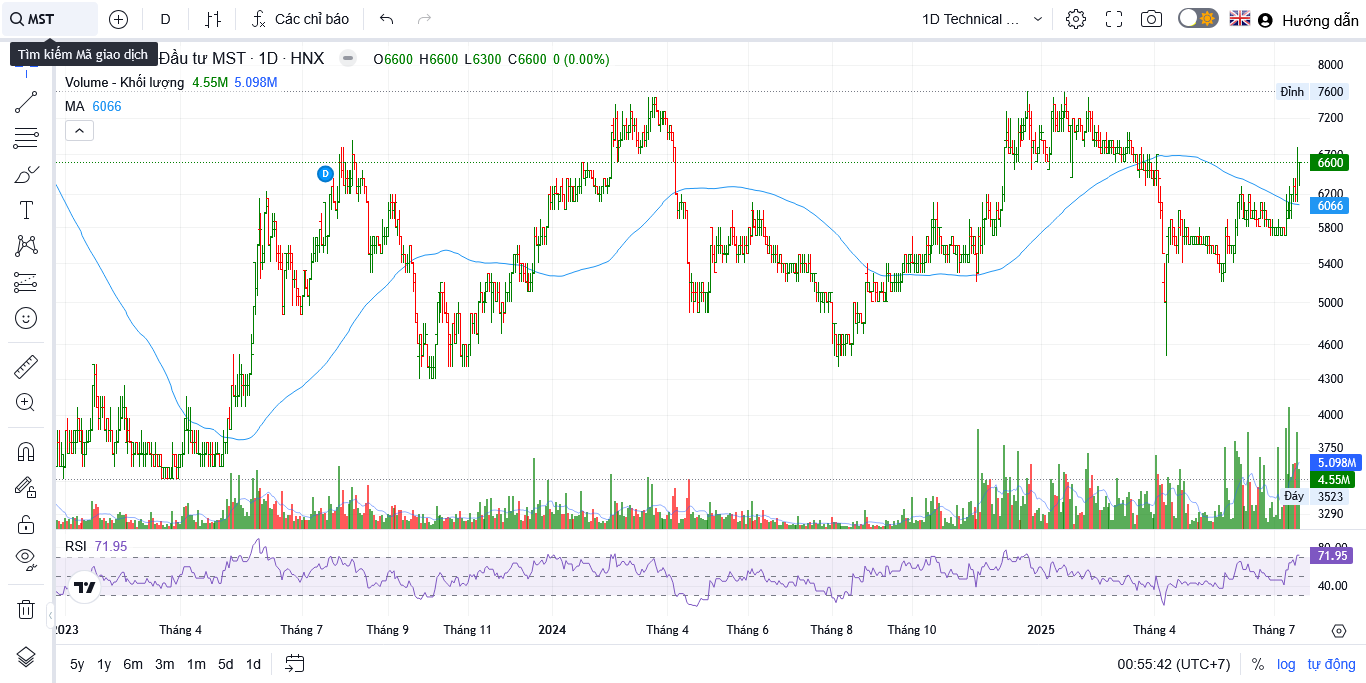 MST D Các chỉ báo 1D Technical ... Hướng dẫn
Tìm kiếm Mã giao dịch
Đầu tư MST · 1D · HNX O6600 H6600 L6300 C6600 0 (0.00%)
Volume - Khối lượng 4.55M 5.098M
MA 6066
D
8000
Đỉnh 7600
7200
6700
6600
6200
6066
5800
5400
5000
4600
4300
4000
3750
5.098M
4.55M
Đáy 3523
3290
RSI 71.95
80.00
71.95
40.00
2023 Tháng 4 Tháng 7 Tháng 9 Tháng 11 2024 Tháng 4 Tháng 6 Tháng 8 Tháng 10 2025 Tháng 4 Tháng 7
5y 1y 6m 3m 1m 5d 1d 00:55:42 (UTC+7) % log tự động